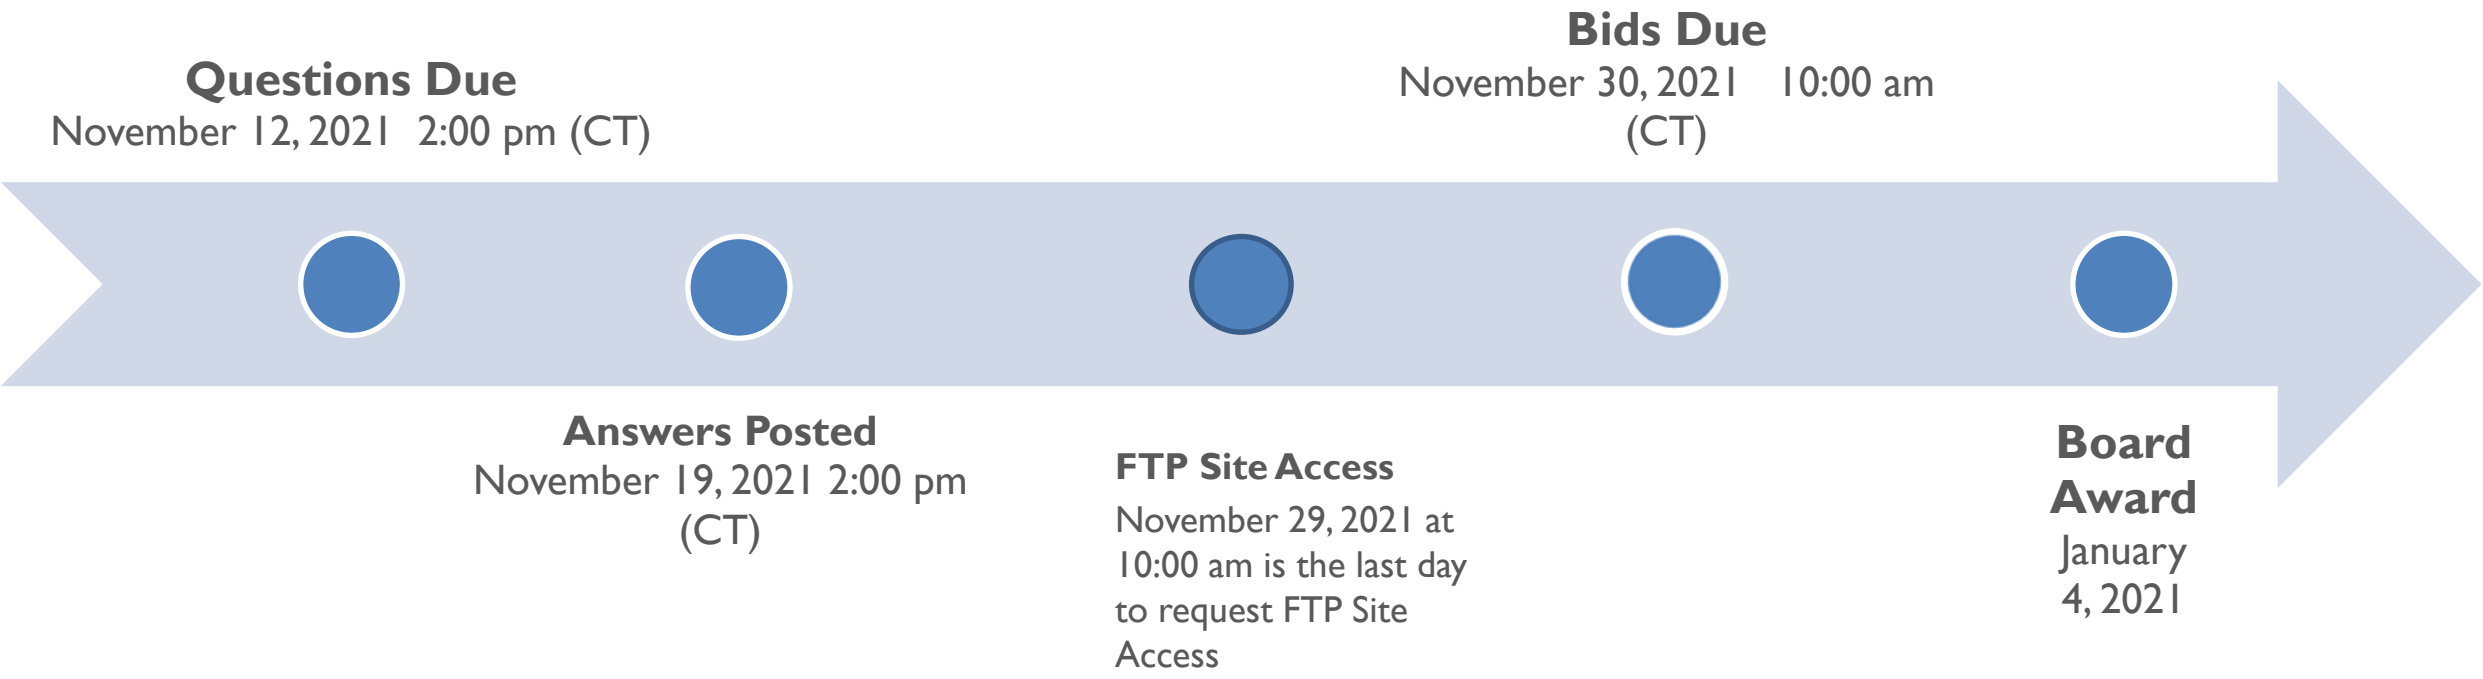 Questions Due
November 12, 2021  2:00 pm (CT)
Answers Posted
November 19, 2021 2:00 pm
(CT)
FTP Site Access
November 29, 2021 at
10:00 am is the last day
to request FTP Site
Access
Bids Due
November 30, 2021   10:00 am
(CT)
Board
Award
January
4, 2021